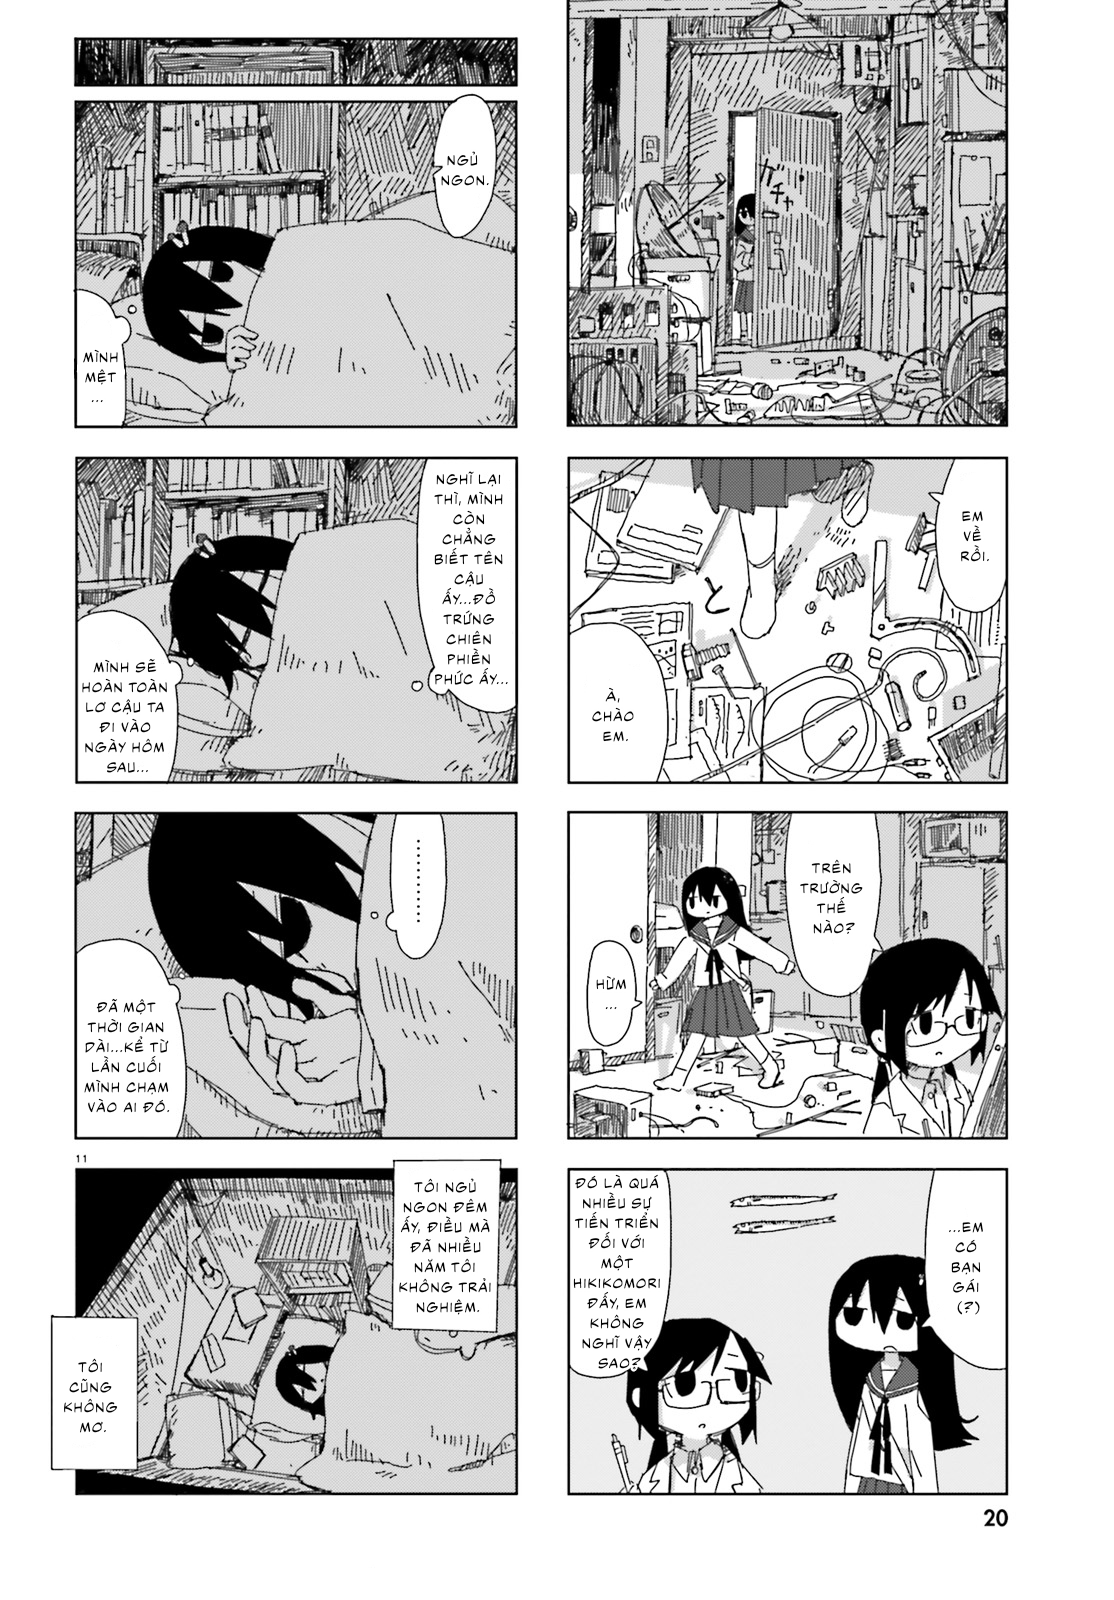 ガチャ
EM
VỀ
RỒI.
と
À,
CHÀO
EM.
TRÊN
TRƯỜNG
THẾ
NÀO?
HỪM
...
...EM
CÓ
BẠN
GÁI
(?)
ĐÓ LÀ QUÁ
NHIỀU SỰ
TIẾN TRIỂN
ĐỐI VỚI
MỘT
HIKIKOMORI
ĐẤY, EM
KHÔNG
NGHĨ VẬY
SAO?
NGỦ
NGON.
MÌNH
MỆT
...
NGHĨ LẠI
THÌ, MÌNH
CÒN
CHẲNG
BIẾT TÊN
CẬU
ẤY...ĐỒ
TRỨNG
CHIÊN
PHIỀN
PHỨC ẤY...
MÌNH SẼ
HOÀN TOÀN
LƠ CẬU TA
ĐI VÀO
NGÀY HÔM
SAU...
..........
ĐÃ MỘT
THỜI GIAN
DÀI...KỂ TỪ
LẦN CUỐI
MÌNH CHẠM
VÀO AI ĐÓ.
11
TÔI NGỦ
NGON ĐÊM
ẤY, ĐIỀU MÀ
ĐÃ NHIỀU
NĂM TÔI
KHÔNG TRẢI
NGHIỆM.
TÔI
CŨNG
KHÔNG
MƠ.
20